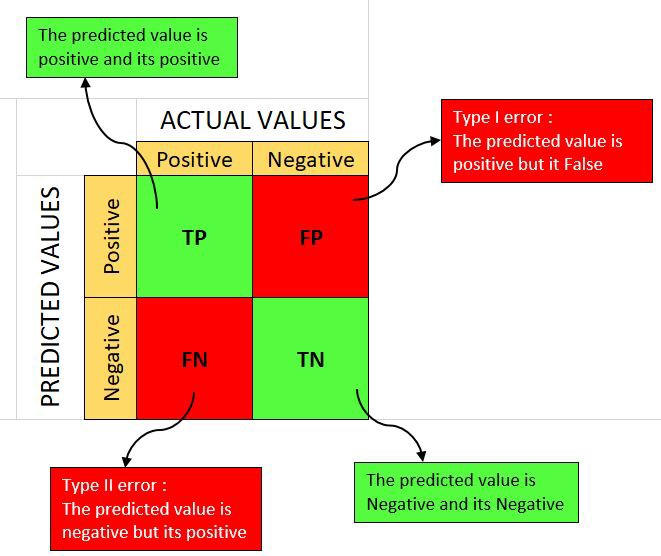 The predicted value is
positive and its positive
ACTUAL VALUES
Type I error :
The predicted value is
positive but it False
Positive
Negative
PREDICTED VALUES
Positive
TP
FP
Negative
FN
TN
Type II error :
The predicted value is
negative but its positive
The predicted value is
Negative and its Negative